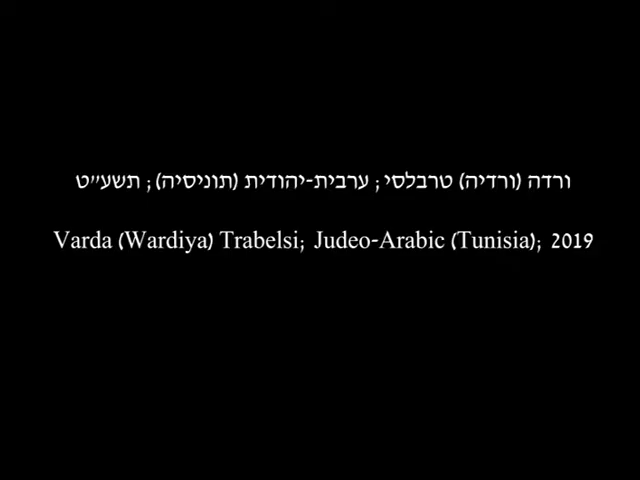 ורדה (ורדיה) טרבלסי; ערבית-יהודית (תוניסיה); תשע״ט
Varda (Wardiya) Trabelsi; Judeo-Arabic (Tunisia); 2019